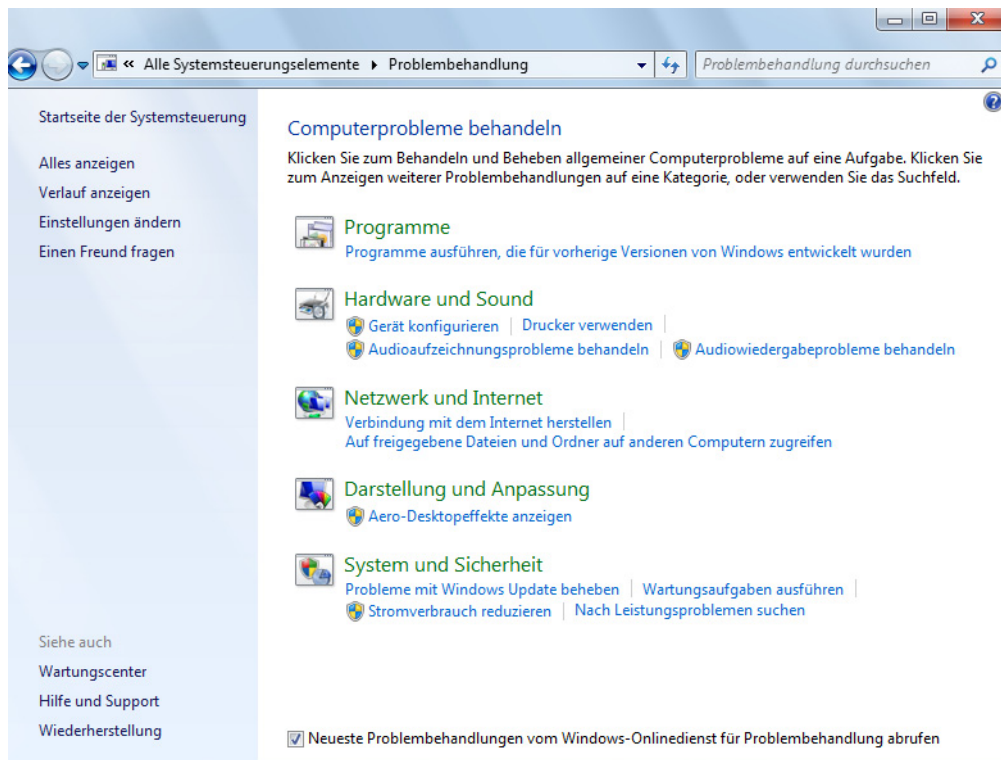 « Alle Systemsteuerungselemente ▸ Problembehandlung
Problembehandlung durchsuchen
Startseite der Systemsteuerung
Alles anzeigen
Verlauf anzeigen
Einstellungen ändern
Einen Freund fragen
Computerprobleme behandeln
Klicken Sie zum Behandeln und Beheben allgemeiner Computerprobleme auf eine Aufgabe. Klicken Sie
zum Anzeigen weiterer Problembehandlungen auf eine Kategorie, oder verwenden Sie das Suchfeld.
Programme
Programme ausführen, die für vorherige Versionen von Windows entwickelt wurden
Hardware und Sound
Gerät konfigurieren | Drucker verwenden |
Audioaufzeichnungsprobleme behandeln | Audiowiedergabeprobleme behandeln
Netzwerk und Internet
Verbindung mit dem Internet herstellen |
Auf freigegebene Dateien und Ordner auf anderen Computern zugreifen
Darstellung und Anpassung
Aero-Desktopeffekte anzeigen
System und Sicherheit
Probleme mit Windows Update beheben | Wartungsaufgaben ausführen |
Stromverbrauch reduzieren | Nach Leistungsproblemen suchen
Siehe auch
Wartungscenter
Hilfe und Support
Wiederherstellung
Neueste Problembehandlungen vom Windows-Onlinedienst für Problembehandlung abrufen